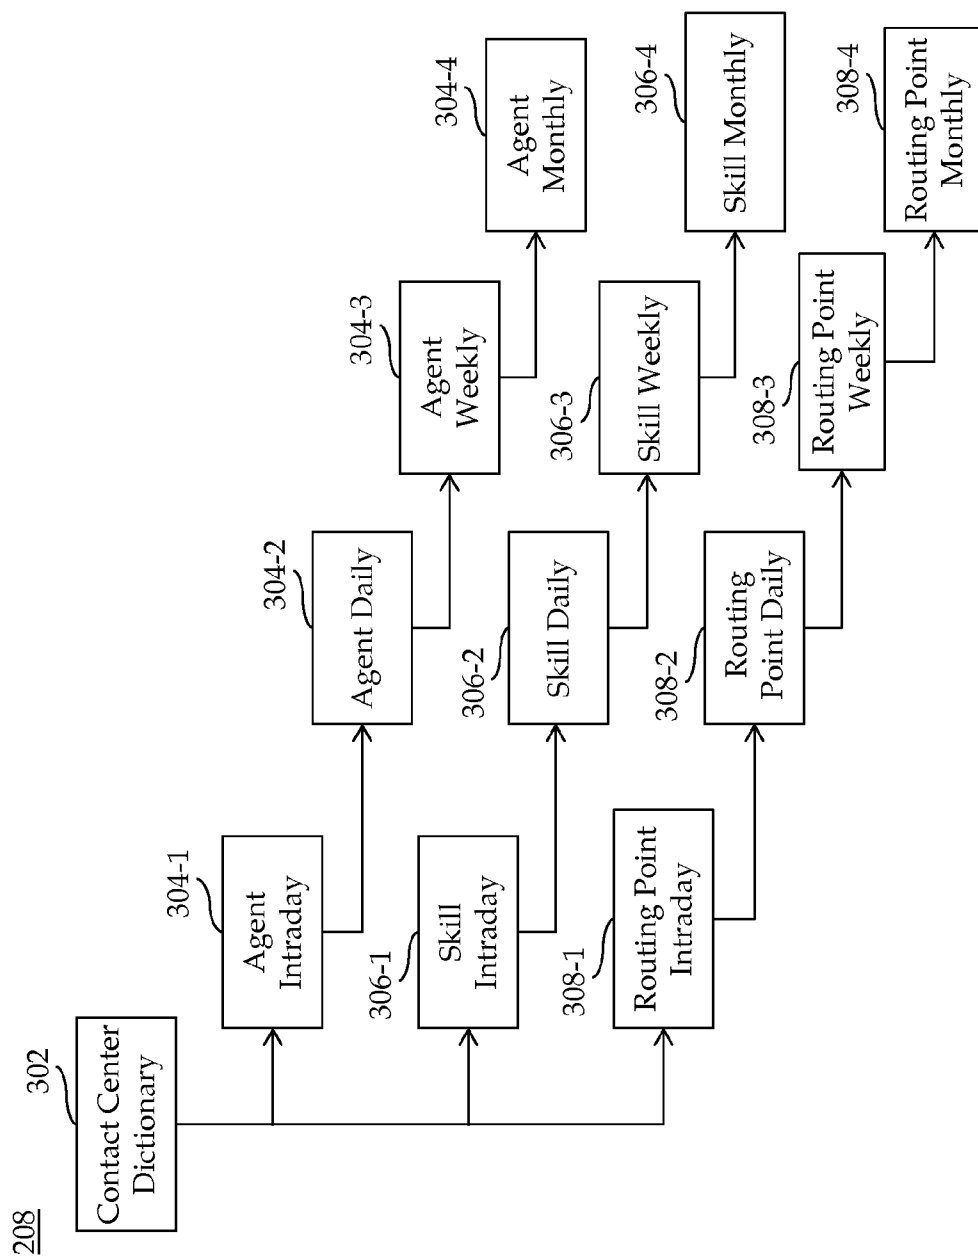 208
302
Contact Center
Dictionary
304-1
Agent
Intraday
304-2
Agent Daily
304-3
Agent
Weekly
304-4
Agent
Monthly
306-1
Skill
Intraday
306-2
Skill Daily
306-3
Skill Weekly
306-4
Skill Monthly
308-1
Routing Point
Intraday
308-2
Routing
Point Daily
308-3
Routing Point
Weekly
308-4
Routing Point
Monthly